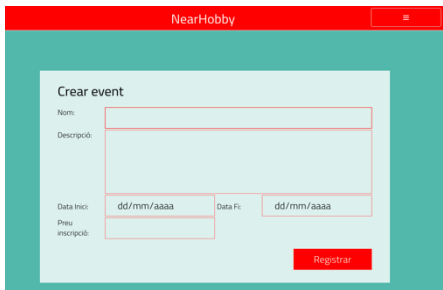 NearHobby
≡
Crear event
Nom:
Descripció:
Data Inici: dd/mm/aaaa Data Fi: dd/mm/aaaa
Preu
inscripció:
Registrar